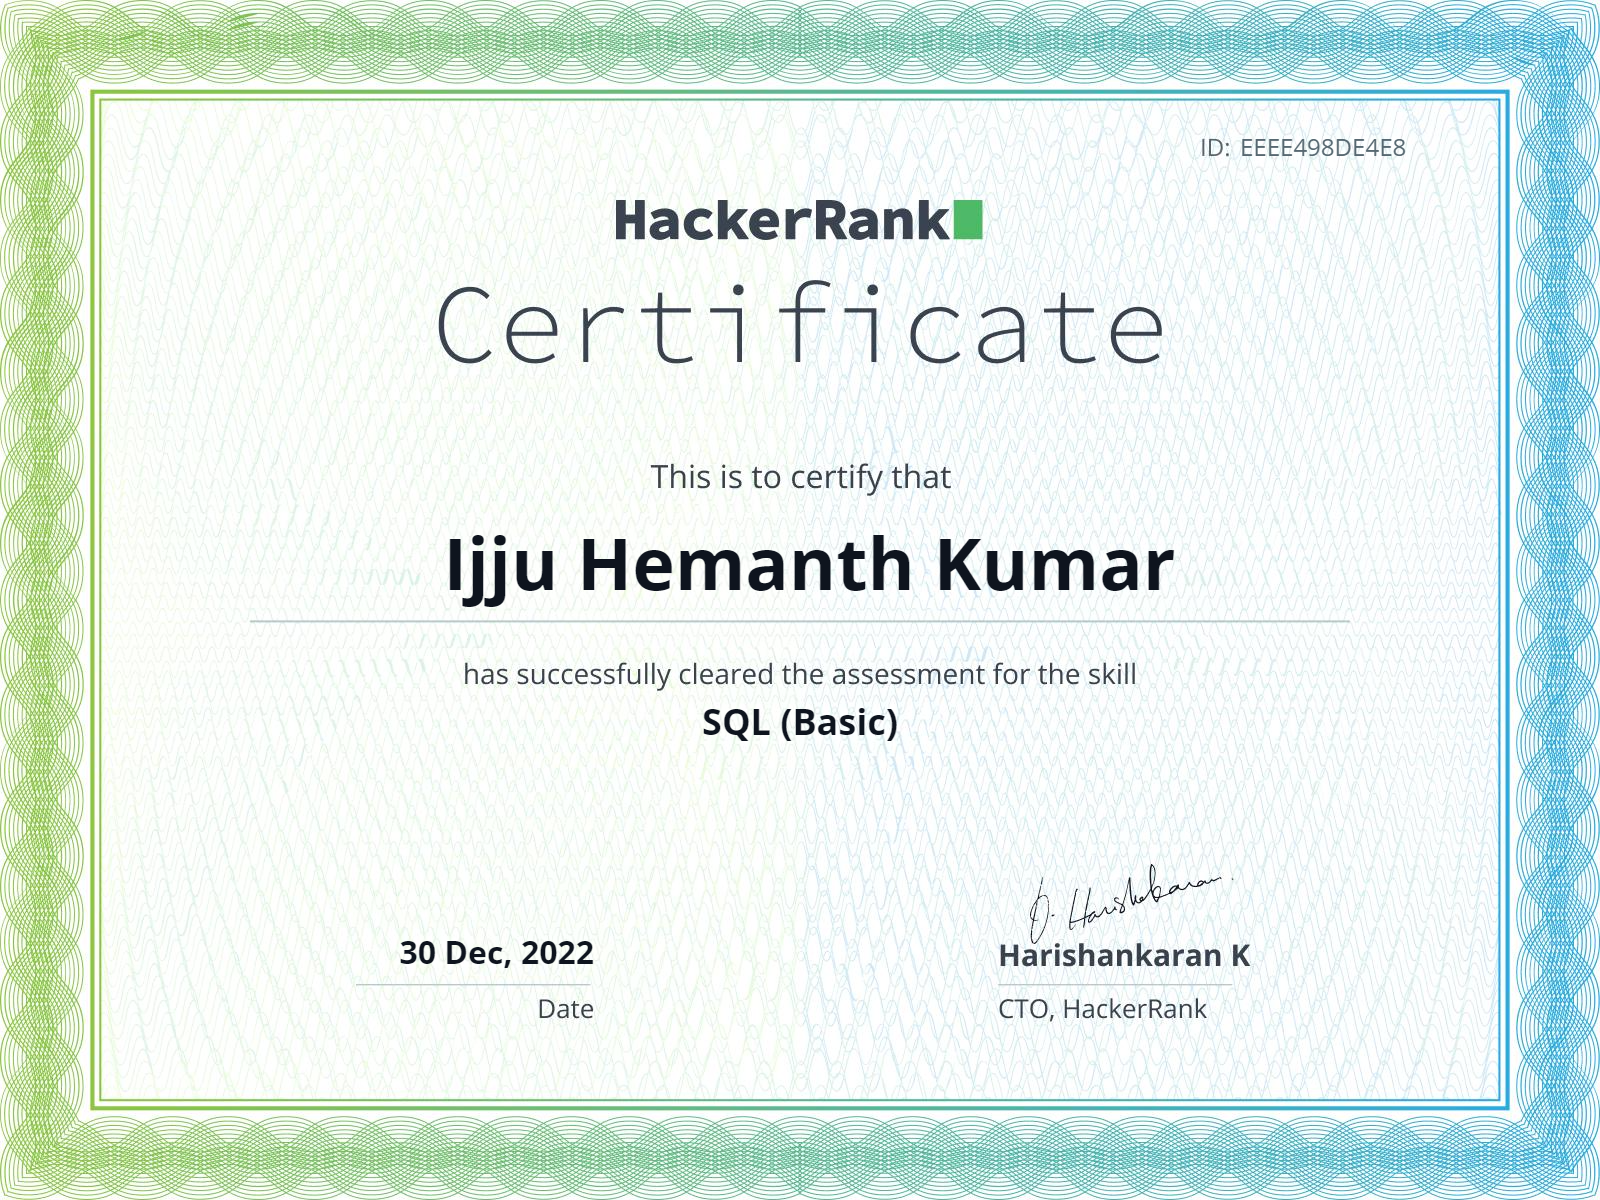 ID: EEEE498DE4E8
HackerRank
Certificate
This is to certify that
Ijju Hemanth Kumar
has successfully cleared the assessment for the skill
SQL (Basic)
30 Dec, 2022
Date
Harishankaran
Harishankaran K
CTO, HackerRank